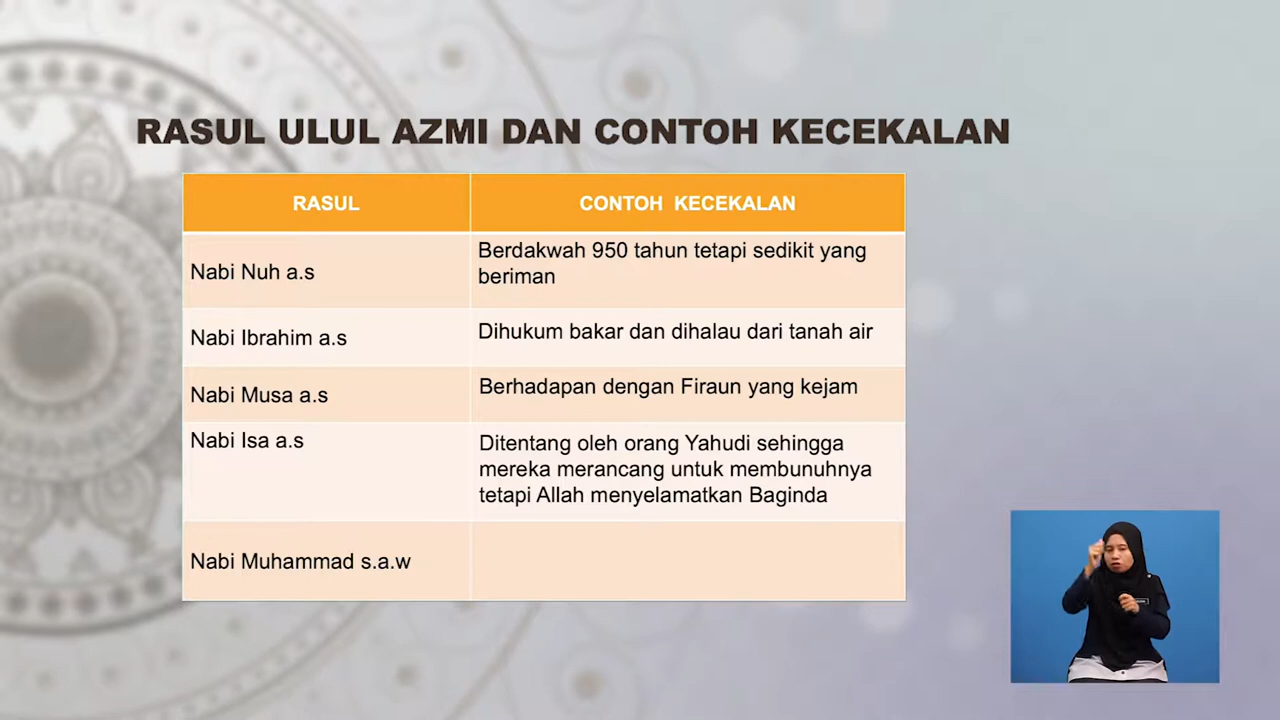 RASUL ULUL AZMI DAN CONTOH KECEKALAN
RASUL
CONTOH KECEKALAN
Nabi Nuh a.s
Berdakwah 950 tahun tetapi sedikit yang
beriman
Nabi Ibrahim a.s
Dihukum bakar dan dihalau dari tanah air
Nabi Musa a.s
Berhadapan dengan Firaun yang kejam
Nabi Isa a.s
Ditentang oleh orang Yahudi sehingga
mereka merancang untuk membunuhnya
tetapi Allah menyelamatkan Baginda
Nabi Muhammad s.a.w